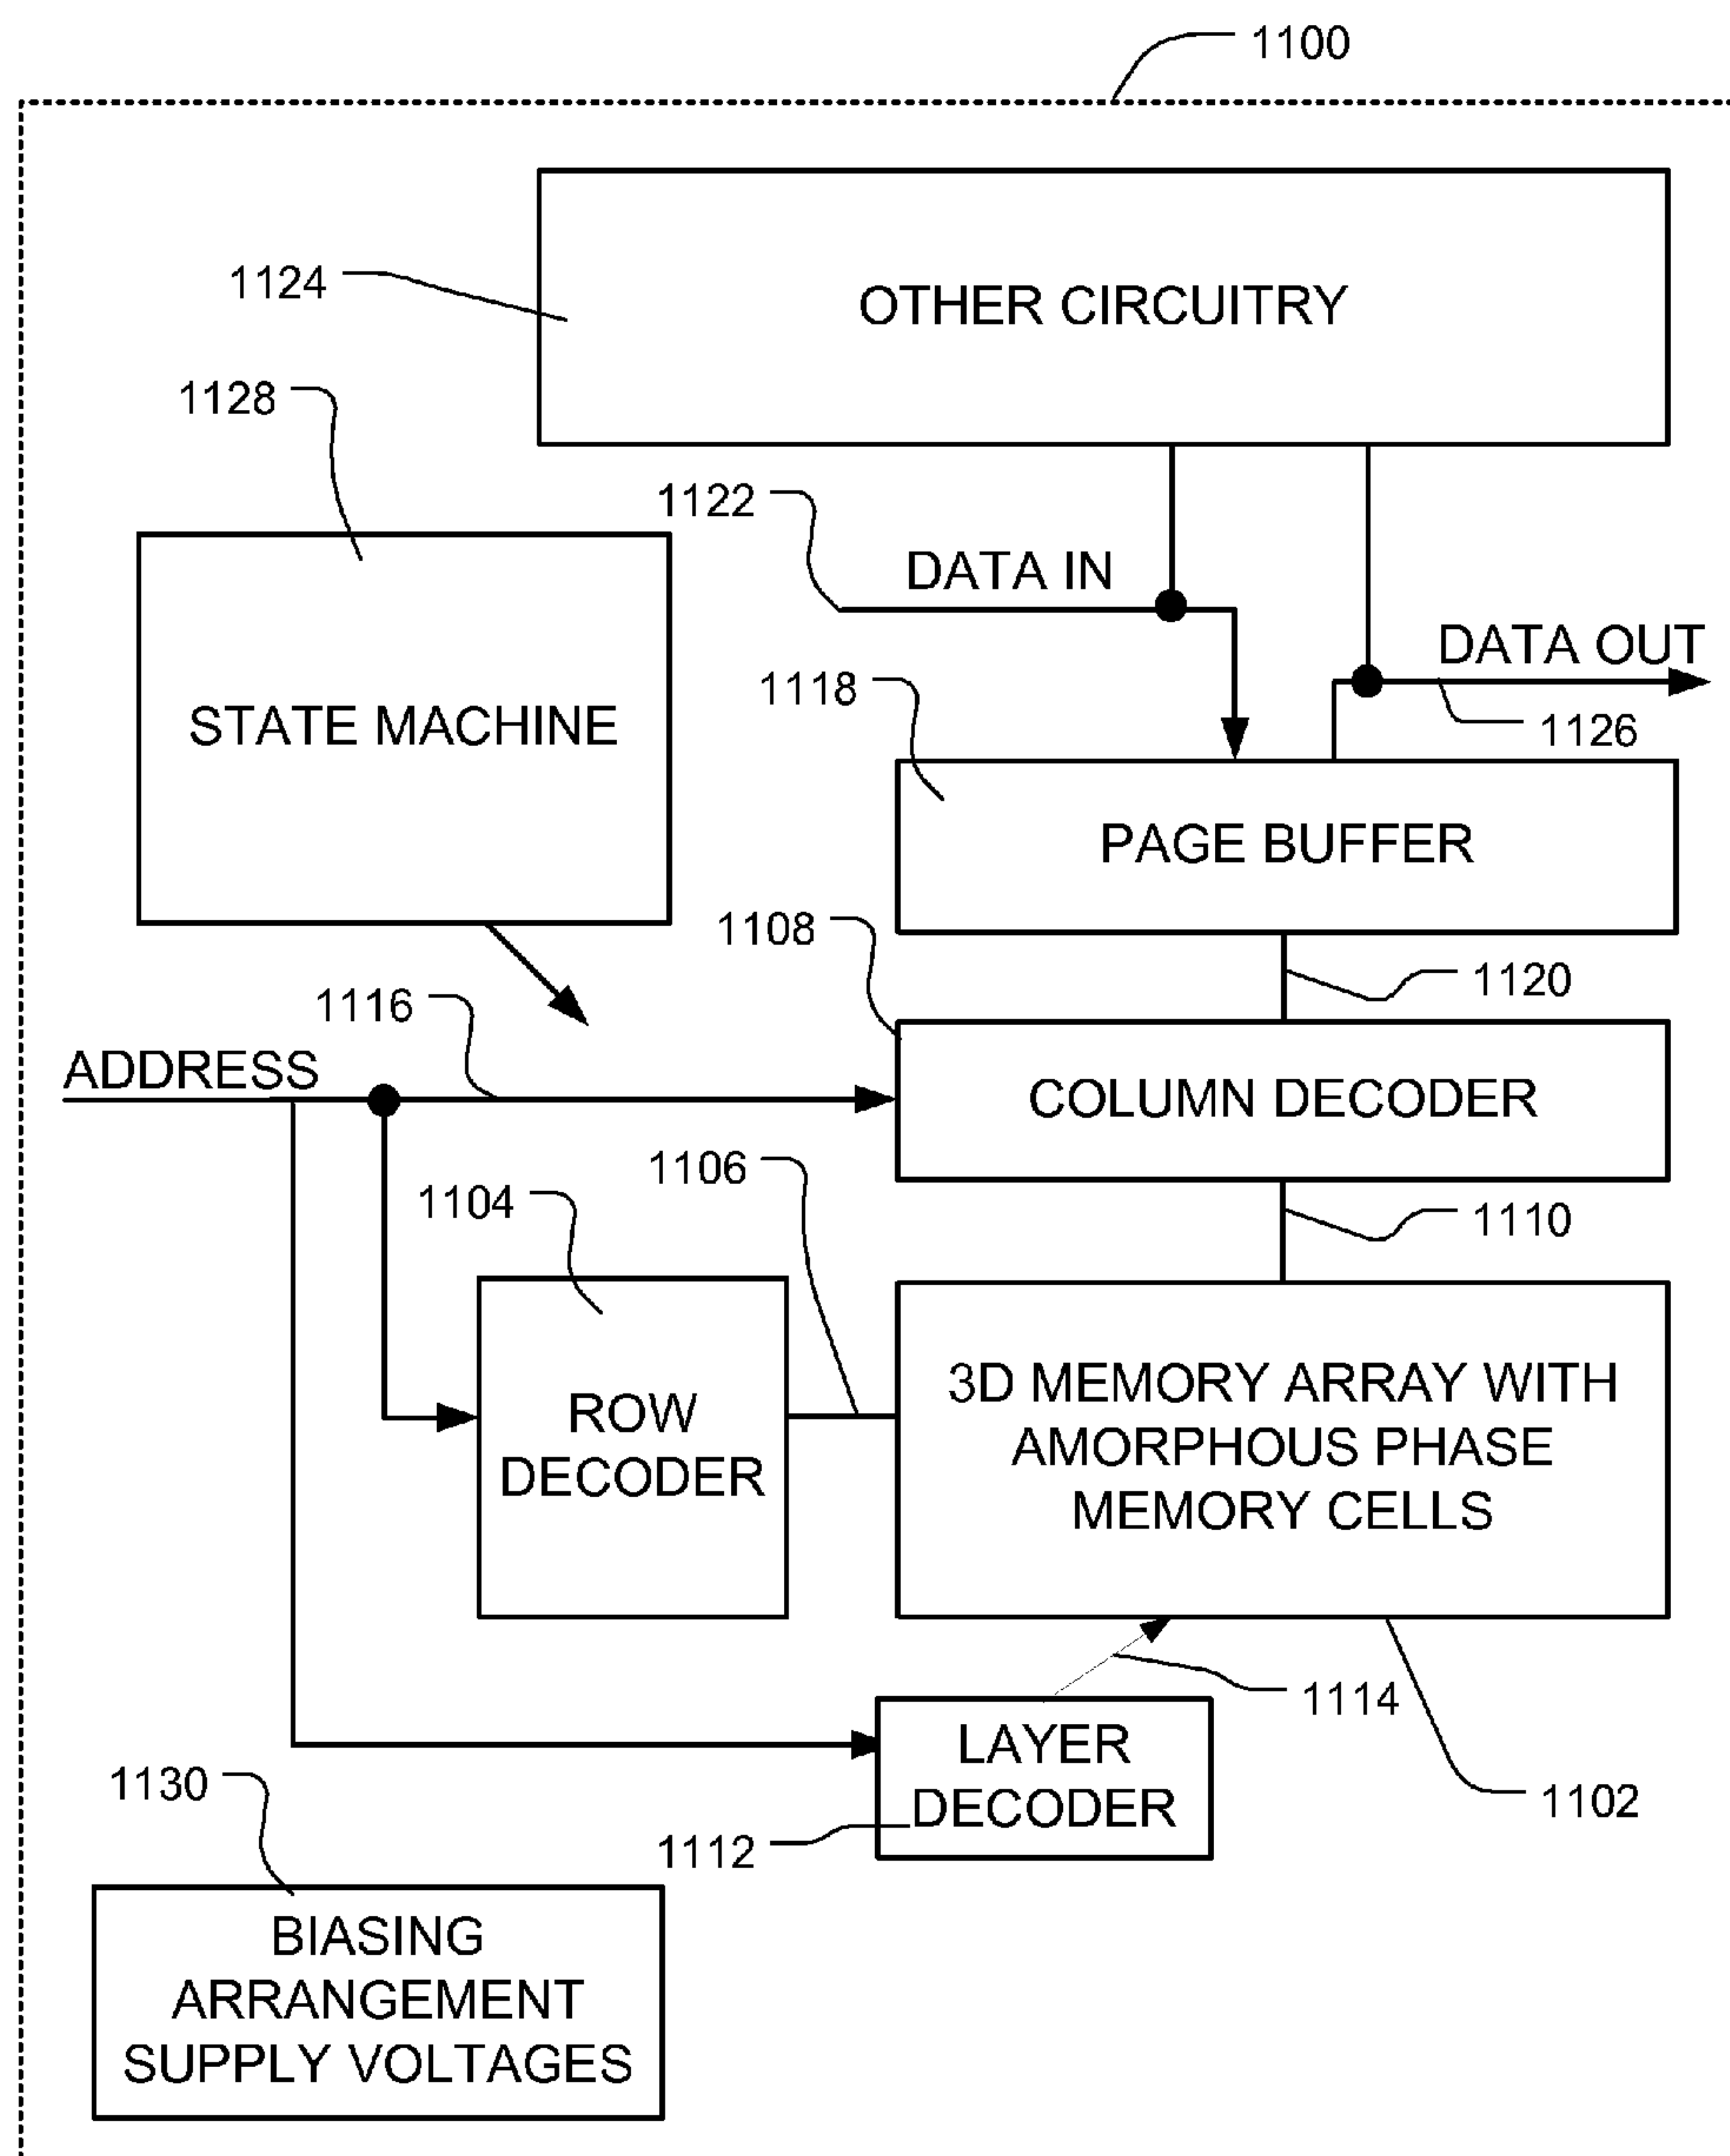 1100
1124
OTHER CIRCUITRY
1128
1122
DATA IN
DATA OUT
1118
1126
STATE MACHINE
PAGE BUFFER
1108
1120
1116
ADDRESS
COLUMN DECODER
1106
1104
1110
3D MEMORY ARRAY WITH
AMORPHOUS PHASE
MEMORY CELLS
ROW
DECODER
1114
LAYER
DECODER
1130
1102
1112
BIASING
ARRANGEMENT
SUPPLY VOLTAGES